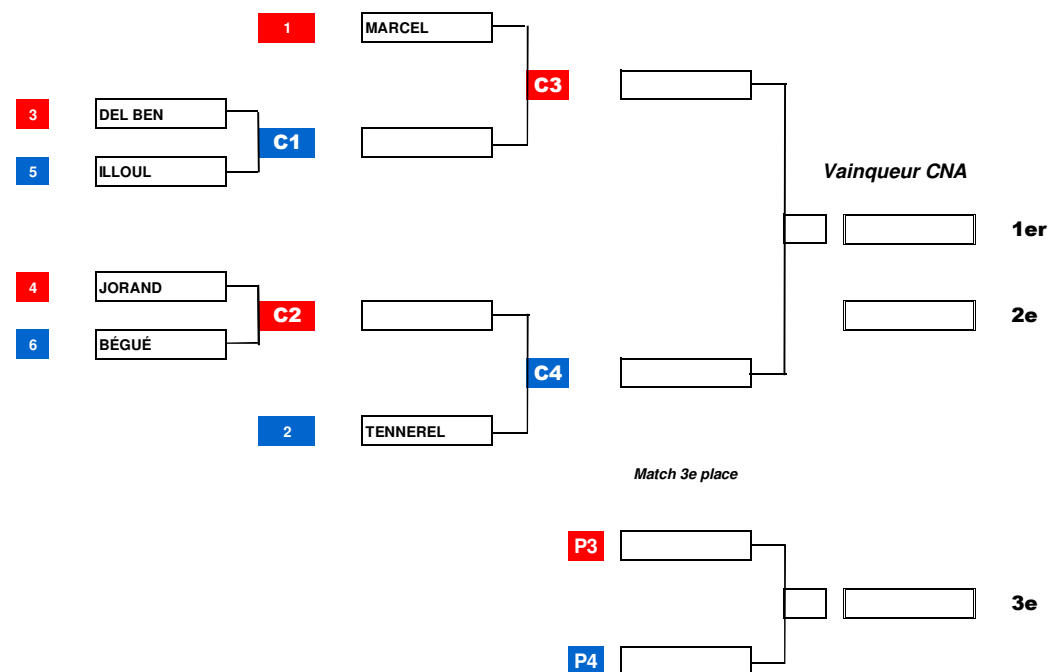 1 MARCEL
C3
3 DEL BEN
C1
5 ILLOUL
Vainqueur CNA
1er
4 JORAND
C2
2e
6 BÉGUÉ
C4
2 TENNEREL
Match 3e place
P3
3e
P4